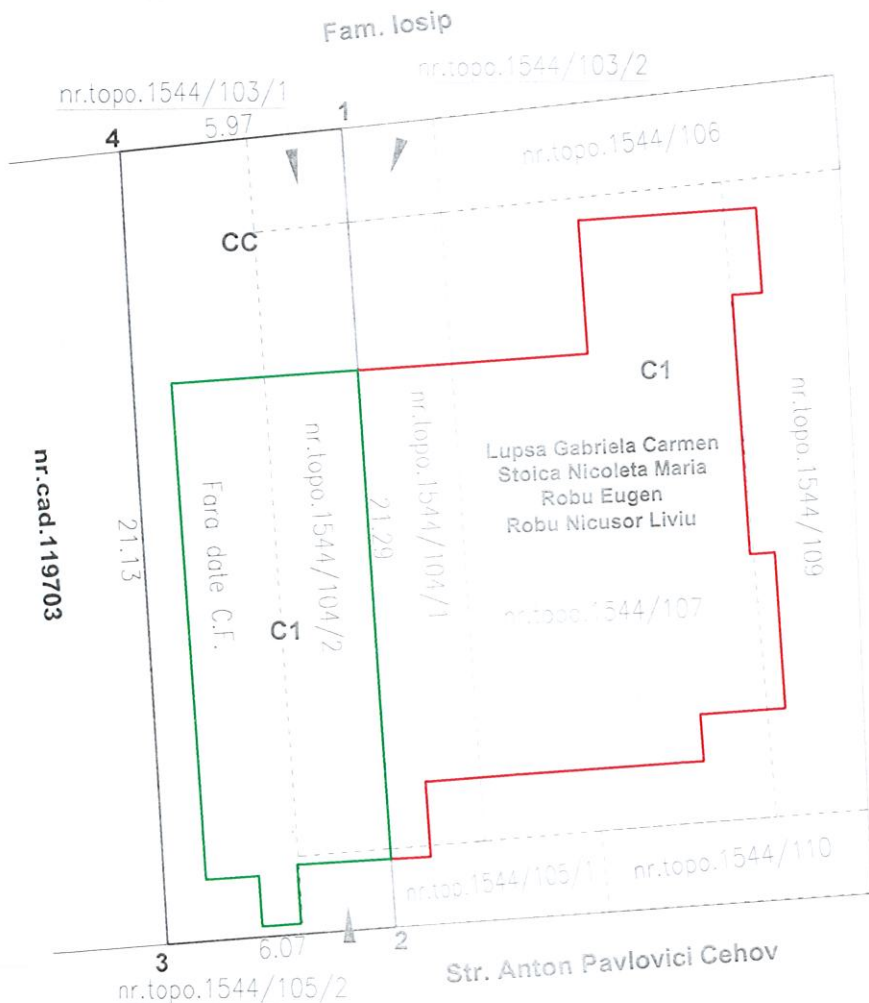 Fam. Iosip
nr.topo.1544/103/2
nr.topo.1544/103/1
5.97
1
4
nr.topo.1544/106
CC
C1
nr.cad.119703
21.13
Fara date C.F.
nr.topo.1544/104/2
21.29
nr.topo.1544/104/1
Lupsa Gabriela Carmen
Stoica Nicoleta Maria
Robu Eugen
Robu Nicusor Liviu
nr.topo.1544/109
nr.topo.1544/107
C1
nr.top.1544/105/1
nr.topo.1544/110
6.07
2
3
nr.topo.1544/105/2
Str. Anton Pavlovici Cehov